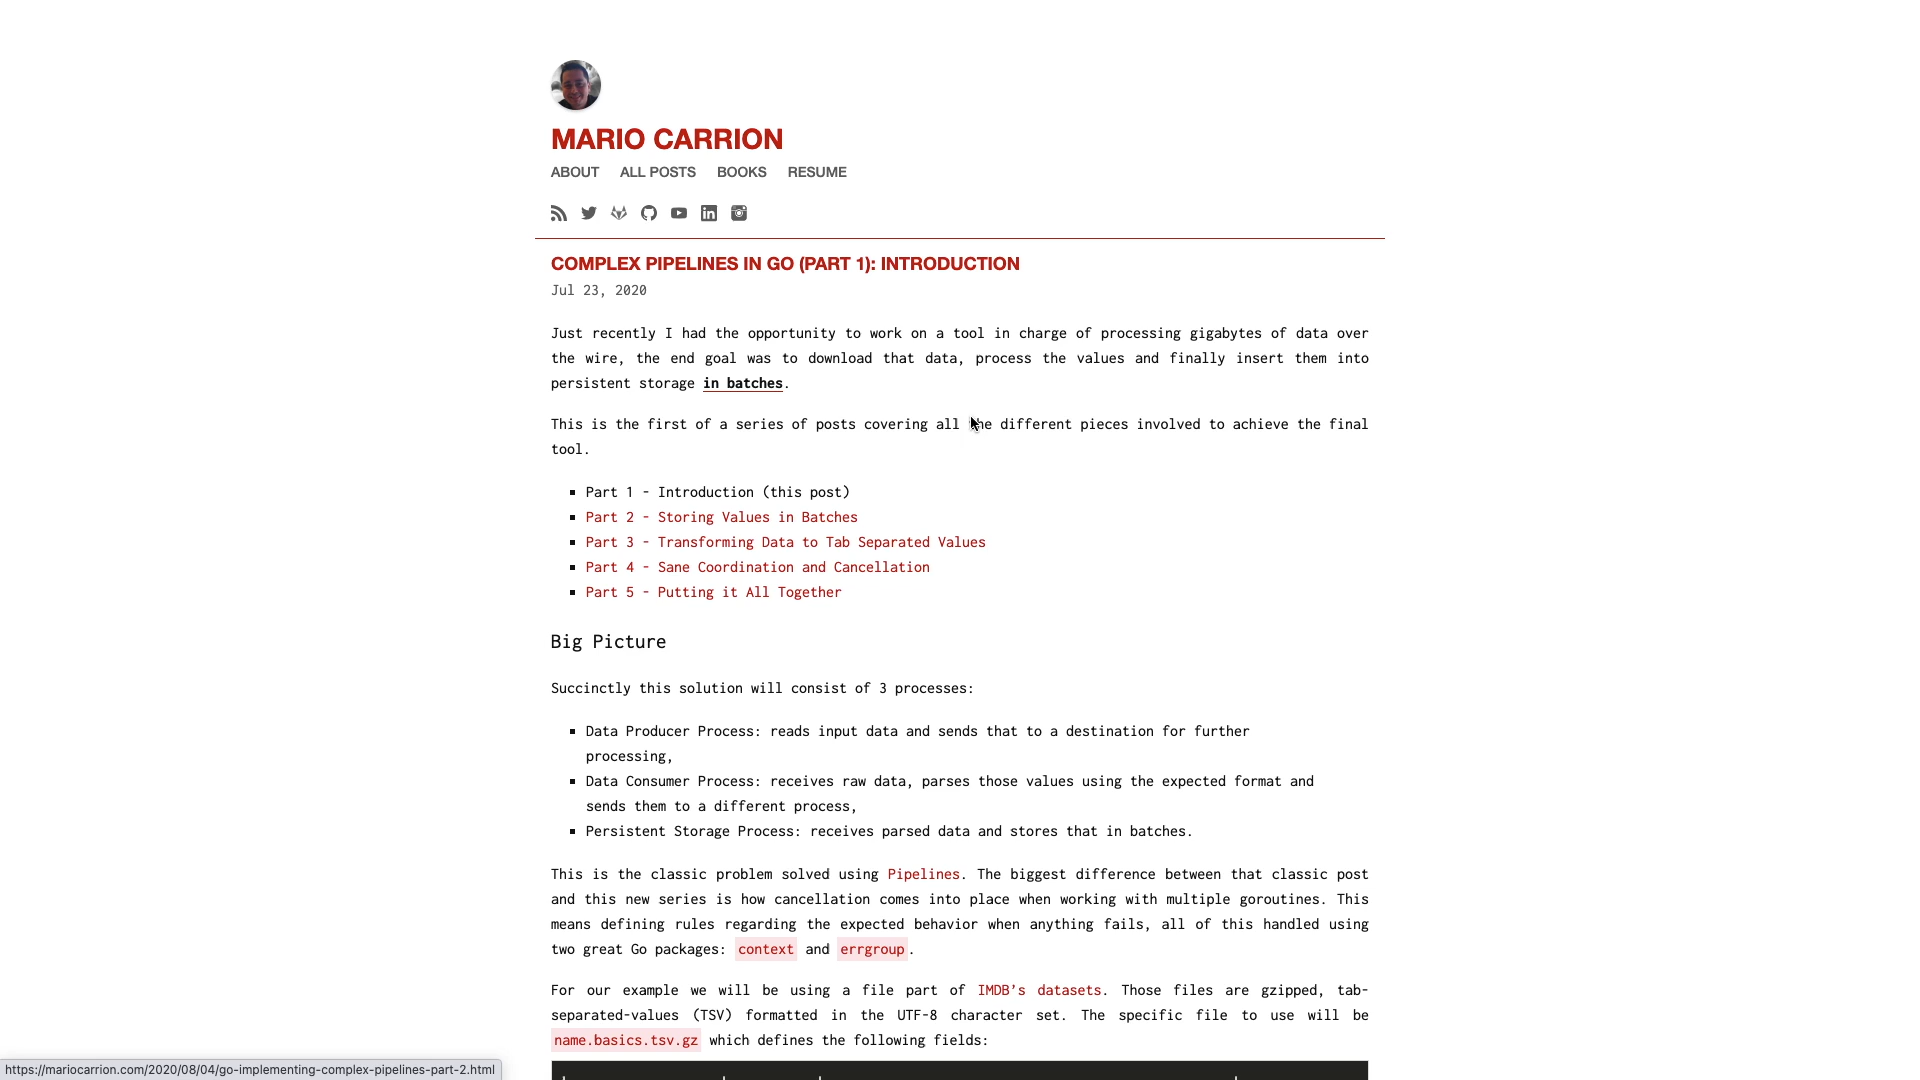 MARIO CARRION
ABOUT ALL POSTS BOOKS RESUME
COMPLEX PIPELINES IN GO (PART 1): INTRODUCTION
Jul 23, 2020
Just recently I had the opportunity to work on a tool in charge of processing gigabytes of data over
the wire, the end goal was to download that data, process the values and finally insert them into
persistent storage in batches.
This is the first of a series of posts covering all the different pieces involved to achieve the final
tool.
Part 1 - Introduction (this post)
Part 2 - Storing Values in Batches
Part 3 - Transforming Data to Tab Separated Values
Part 4 - Sane Coordination and Cancellation
Part 5 - Putting it All Together
Big Picture
Succinctly this solution will consist of 3 processes:
Data Producer Process: reads input data and sends that to a destination for further
processing,
Data Consumer Process: receives raw data, parses those values using the expected format and
sends them to a different process,
Persistent Storage Process: receives parsed data and stores that in batches.
This is the classic problem solved using Pipelines. The biggest difference between that classic post
and this new series is how cancellation comes into place when working with multiple goroutines. This
means defining rules regarding the expected behavior when anything fails, all of this handled using
two great Go packages: context and errgroup.
For our example we will be using a file part of IMDB’s datasets. Those files are gzipped, tab-
separated-values (TSV) formatted in the UTF-8 character set. The specific file to use will be
name.basics.tsv.gz which defines the following fields:
https://mariocarrion.com/2020/08/04/go-implementing-complex-pipelines-part-2.html